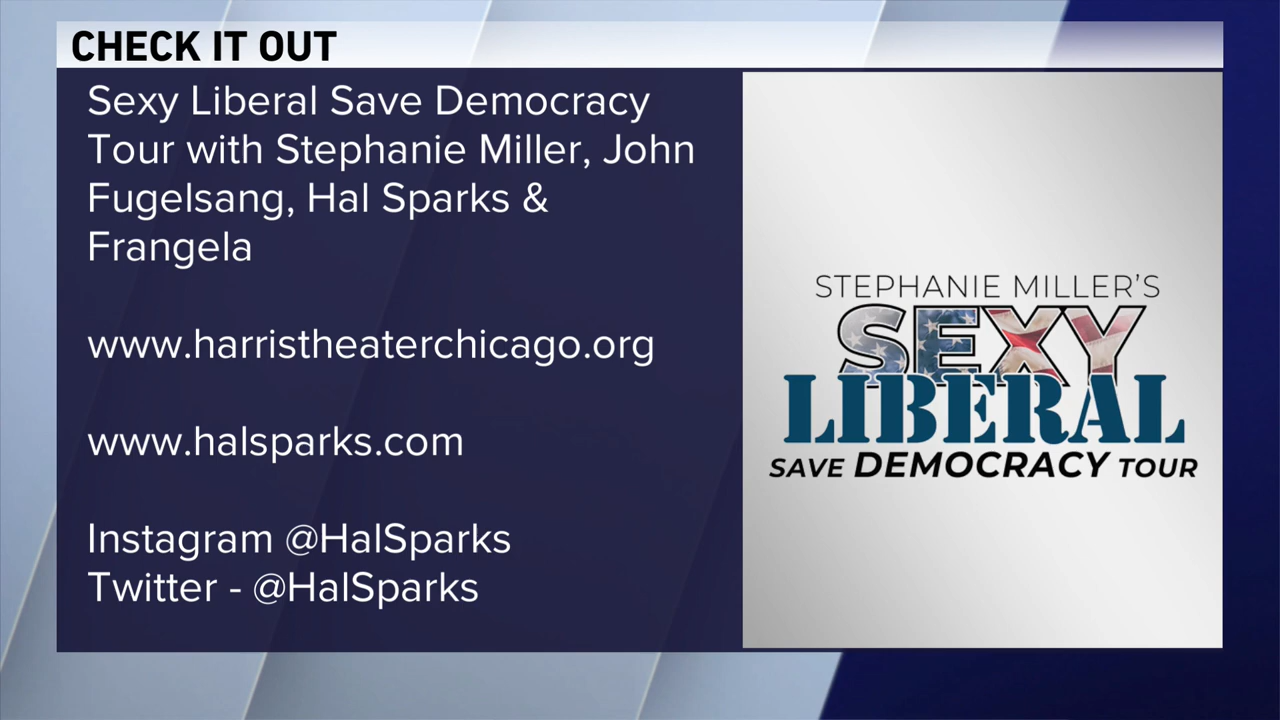 CHECK IT OUT
Sexy Liberal Save Democracy
Tour with Stephanie Miller, John
Fugelsang, Hal Sparks &
Frangela
www.harristheaterchicago.org
www.halsparks.com
Instagram @HalSparks
Twitter - @HalSparks
STEPHANIE MILLER'S
SEXY
LIBERAL
SAVE DEMOCRACY TOUR